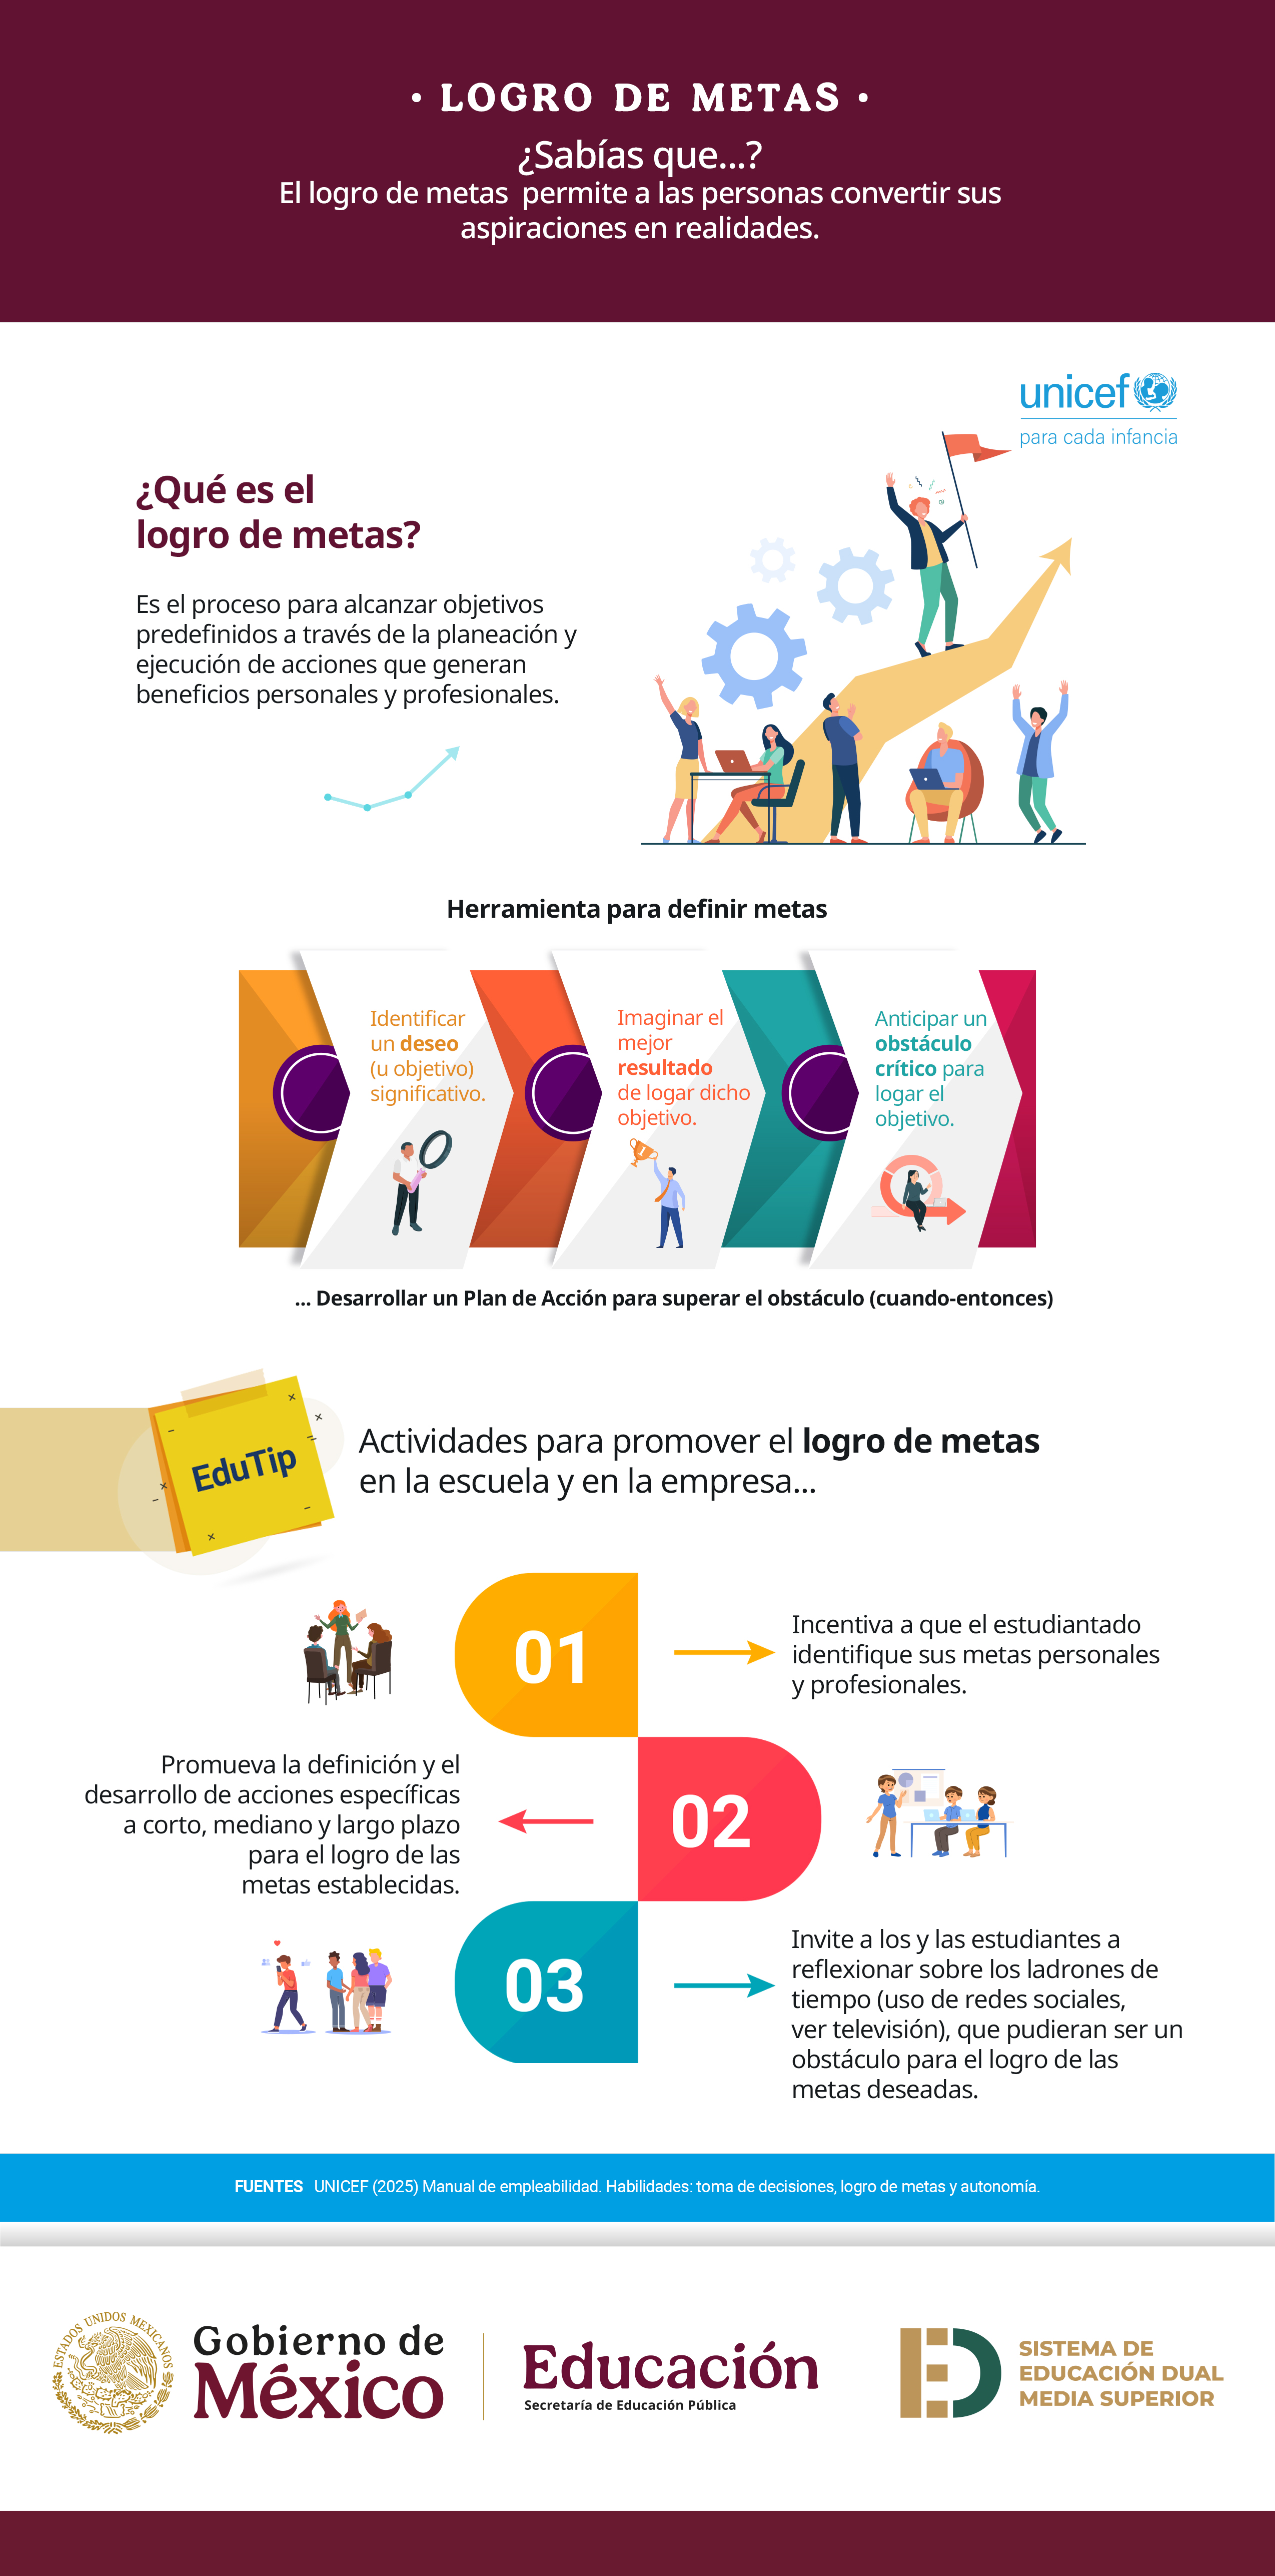 • LOGRO DE METAS •
¿Sabías que...?
El logro de metas permite a las personas convertir sus
aspiraciones en realidades.
unicef
para cada infancia
¿Qué es el
logro de metas?
Es el proceso para alcanzar objetivos
predefinidos a través de la planeación y
ejecución de acciones que generan
beneficios personales y profesionales.
Herramienta para definir metas
Identificar
un deseo
(u objetivo)
significativo.
Imaginar el
mejor
resultado
de logar dicho
objetivo.
Anticipar un
obstáculo
crítico para
logar el
objetivo.
... Desarrollar un Plan de Acción para superar el obstáculo (cuando-entonces)
EduTip
Actividades para promover el logro de metas
en la escuela y en la empresa...
01
Incentiva a que el estudiantado
identifique sus metas personales
y profesionales.
Promueva la definición y el
desarrollo de acciones específicas
a corto, mediano y largo plazo
para el logro de las
metas establecidas.
02
03
Invite a los y las estudiantes a
reflexionar sobre los ladrones de
tiempo (uso de redes sociales,
ver televisión), que pudieran ser un
obstáculo para el logro de las
metas deseadas.
FUENTES UNICEF (2025) Manual de empleabilidad. Habilidades: toma de decisiones, logro de metas y autonomía.
ESTADOS UNIDOS MEXICANOS
Gobierno de
México
Educación
Secretaría de Educación Pública
ED
SISTEMA DE
EDUCACIÓN DUAL
MEDIA SUPERIOR